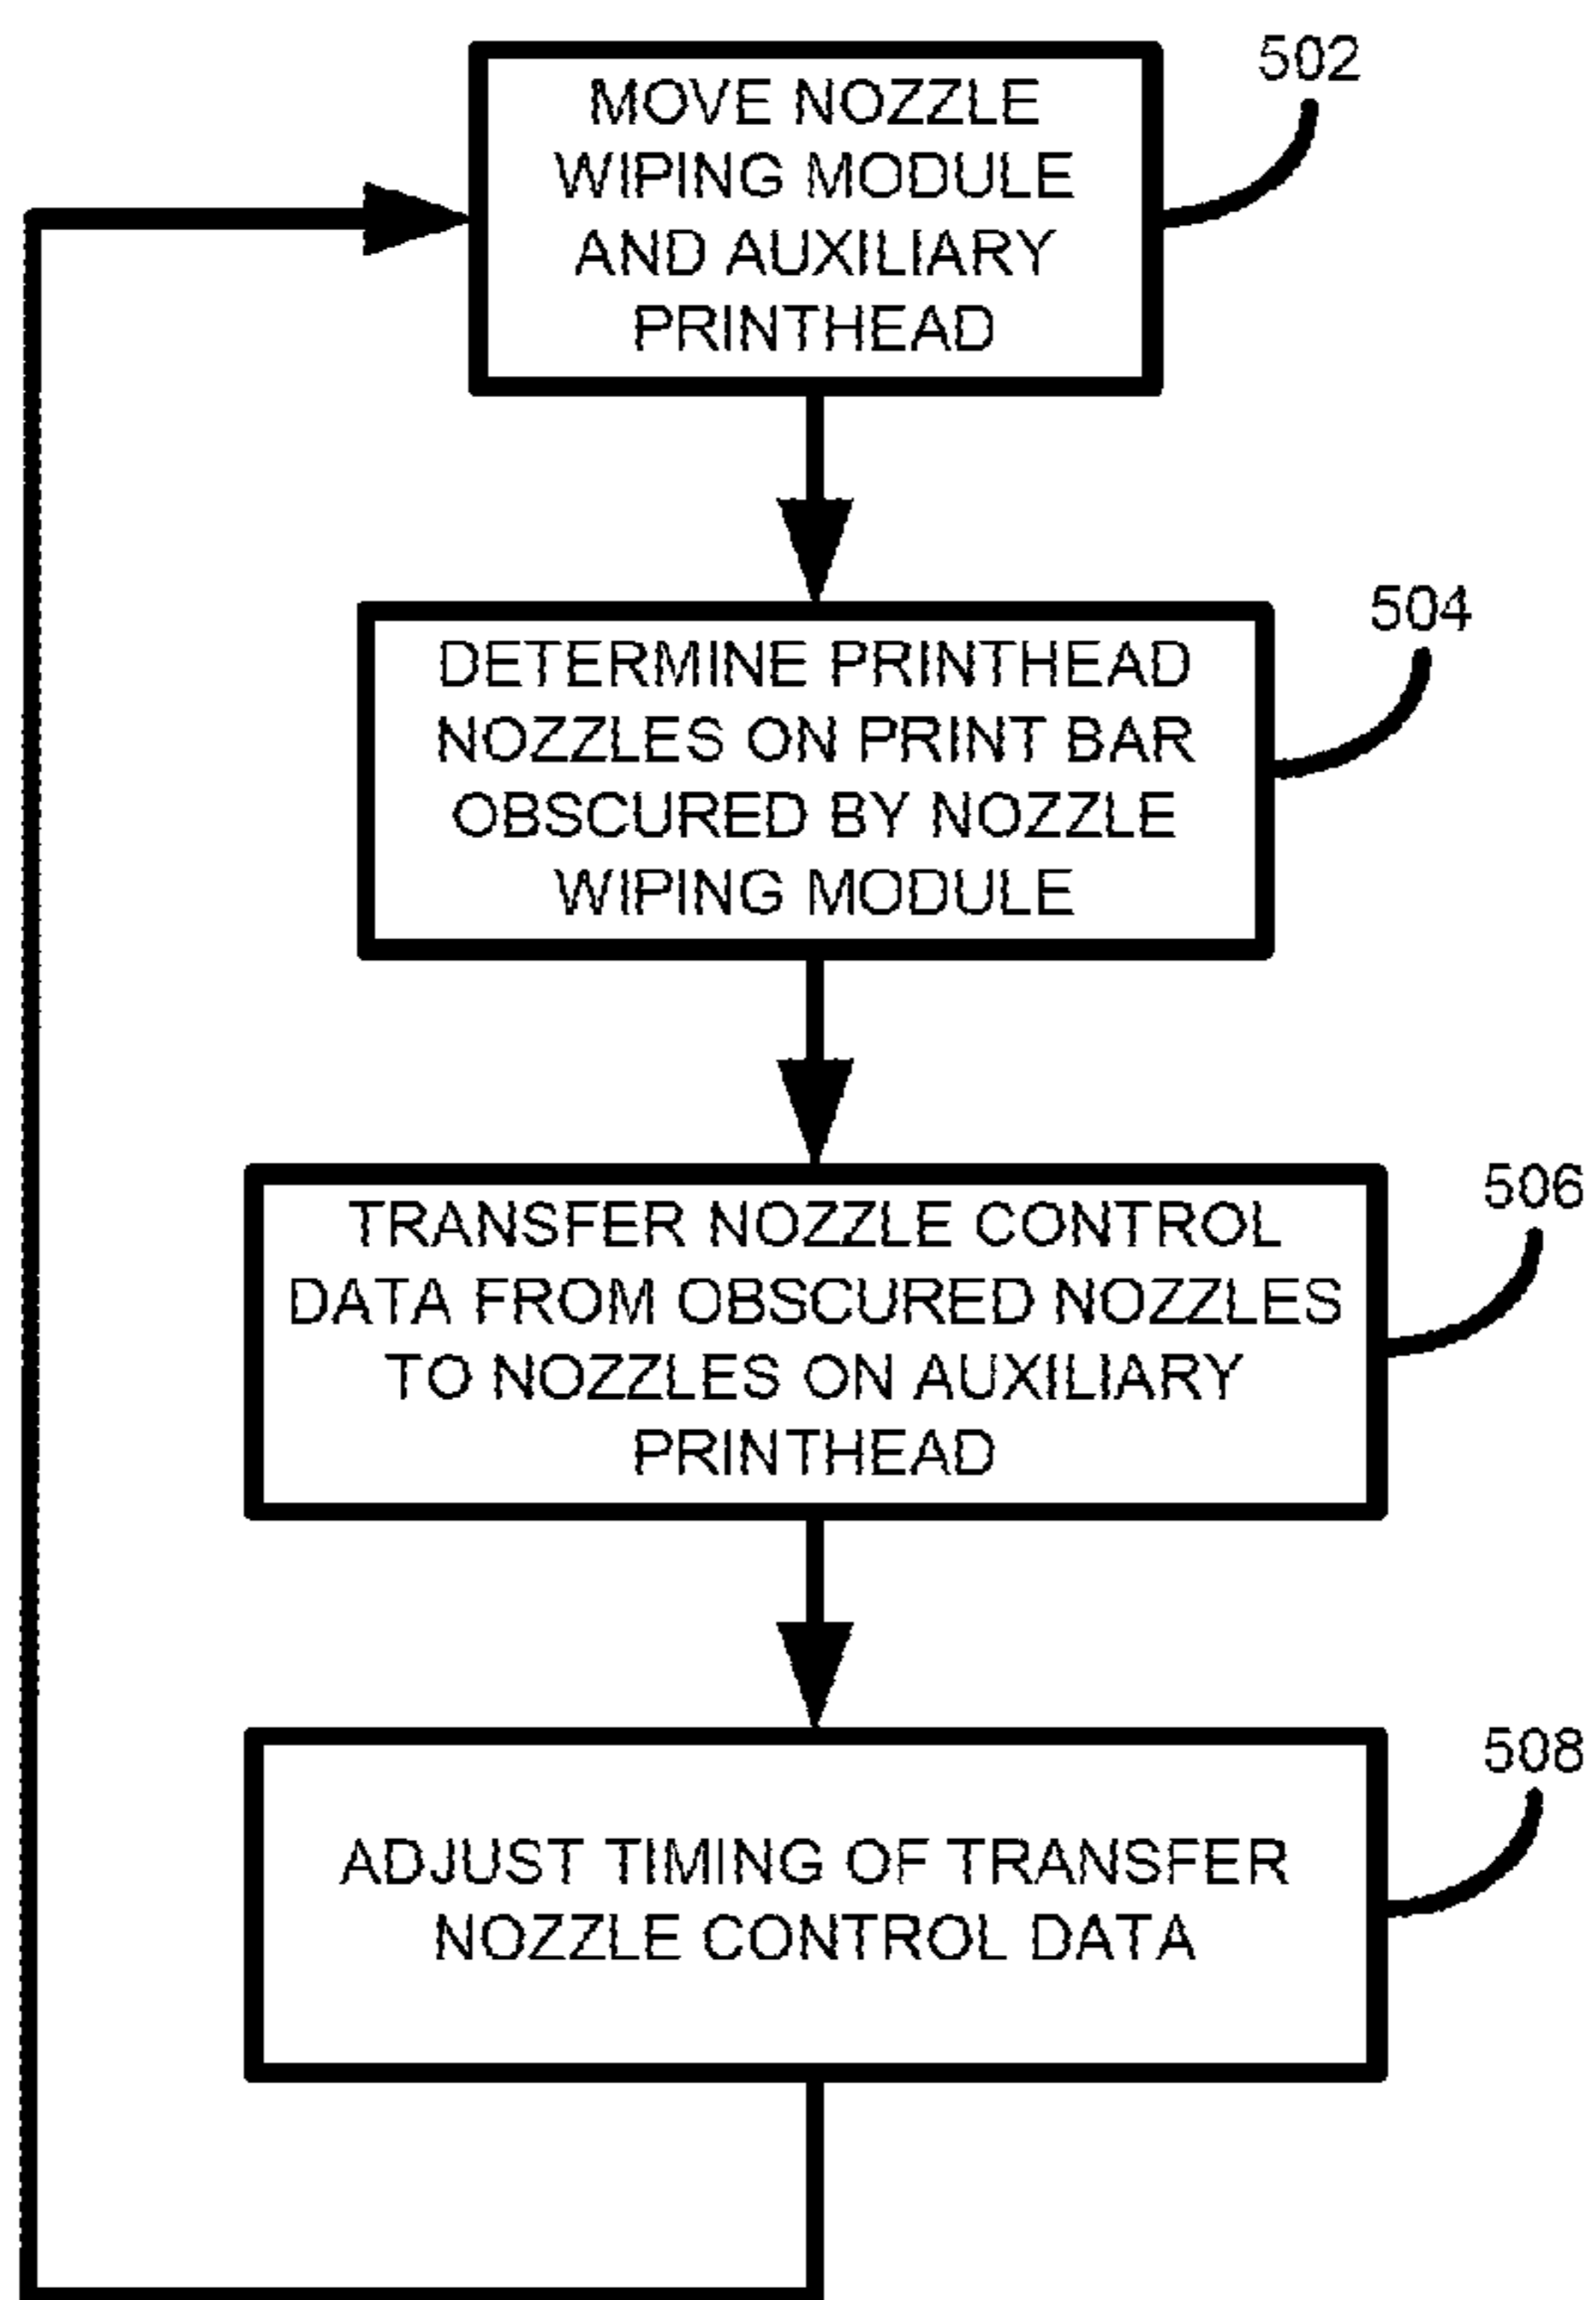 502
MOVE NOZZLE
WIPING MODULE
AND AUXILIARY
PRINTHEAD
504
DETERMINE PRINTHEAD
NOZZLES ON PRINT BAR
OBSCURED BY NOZZLE
WIPING MODULE
506
TRANSFER NOZZLE CONTROL
DATA FROM OBSCURED NOZZLES
TO NOZZLES ON AUXILIARY
PRINTHEAD
508
ADJUST TIMING OF TRANSFER
NOZZLE CONTROL DATA